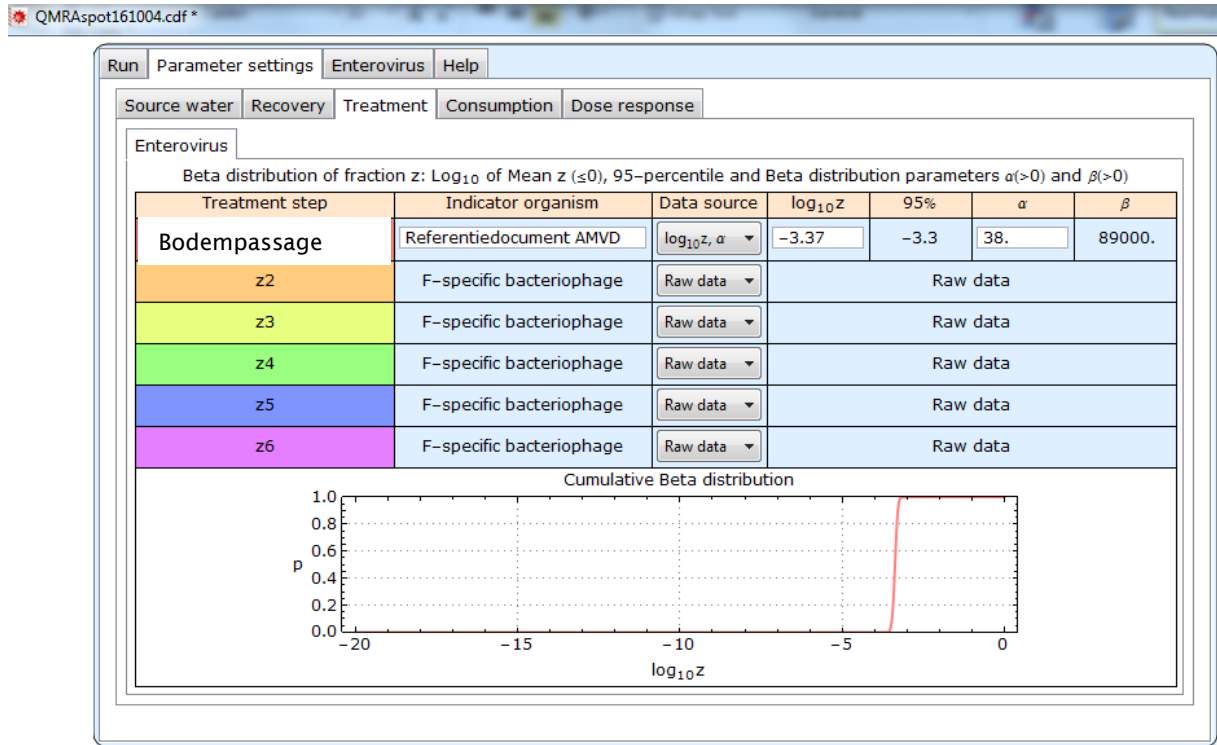 QMRAspot161004.cdf *
Run Parameter settings Enterovirus Help
Source water Recovery Treatment Consumption Dose response
Enterovirus
Beta distribution of fraction z: Log10 of Mean z (≤0), 95–percentile and Beta distribution parameters α(>0) and β(>0)
Treatment step Indicator organism Data source log10z 95% α β
Bodempassage Referentiedocument AMVD log10z, α −3.37 −3.3 38. 89000.
z2 F–specific bacteriophage Raw data Raw data
z3 F–specific bacteriophage Raw data Raw data
z4 F–specific bacteriophage Raw data Raw data
z5 F–specific bacteriophage Raw data Raw data
z6 F–specific bacteriophage Raw data Raw data
Cumulative Beta distribution
1.0
0.8
0.6
p
0.4
0.2
0.0
−20 −15 −10 −5 0
log10z